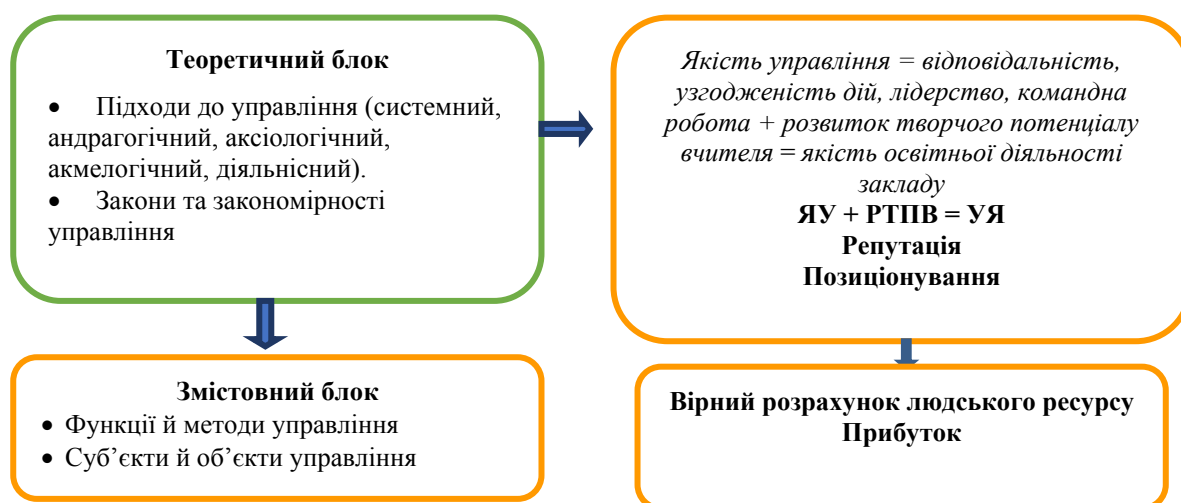 Теоретичний блок
• Підходи до управління (системний,
андрагогічний, аксіологічний,
акмелогічний, діяльнісний).
• Закони та закономірності
управління
Якість управління = відповідальність,
узгодженість дій, лідерство, командна
робота + розвиток творчого потенціалу
вчителя = якість освітньої діяльності
закладу
ЯУ + РТПВ = УЯ
Репутація
Позиціонування
Змістовний блок
• Функції й методи управління
• Суб’єкти й об’єкти управління
Вірний розрахунок людського ресурсу
Прибуток